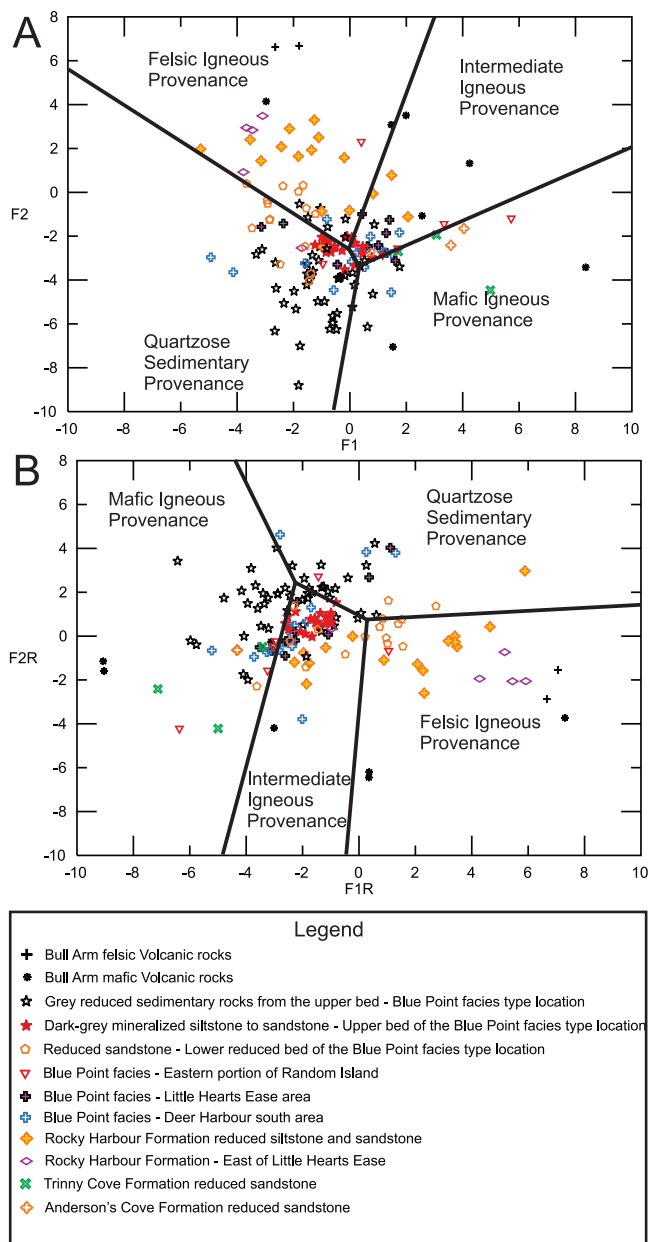 A
8
6
4
2
0
-2
-4
-6
-8
-10
F2
-10
-8
-6
-4
-2
0
2
4
6
8
10
F1
Felsic Igneous
Provenance
Intermediate
Igneous
Provenance
Quartzose
Sedimentary
Provenance
Mafic Igneous
Provenance
B
8
6
4
2
0
-2
-4
-6
-8
-10
F2R
-10
-8
-6
-4
-2
0
2
4
6
8
10
F1R
Mafic Igneous
Provenance
Quartzose
Sedimentary
Provenance
Felsic Igneous
Provenance
Intermediate
Igneous
Provenance
Legend
Bull Arm felsic Volcanic rocks
Bull Arm mafic Volcanic rocks
Grey reduced sedimentary rocks from the upper bed - Blue Point facies type location
Dark-grey mineralized siltstone to sandstone - Upper bed of the Blue Point facies type location
Reduced sandstone - Lower reduced bed of the Blue Point facies type location
Blue Point facies - Eastern portion of Random Island
Blue Point facies - Little Hearts Ease area
Blue Point facies - Deer Harbour south area
Rocky Harbour Formation reduced siltstone and sandstone
Rocky Harbour Formation - East of Little Hearts Ease
Trinny Cove Formation reduced sandstone
Anderson's Cove Formation reduced sandstone